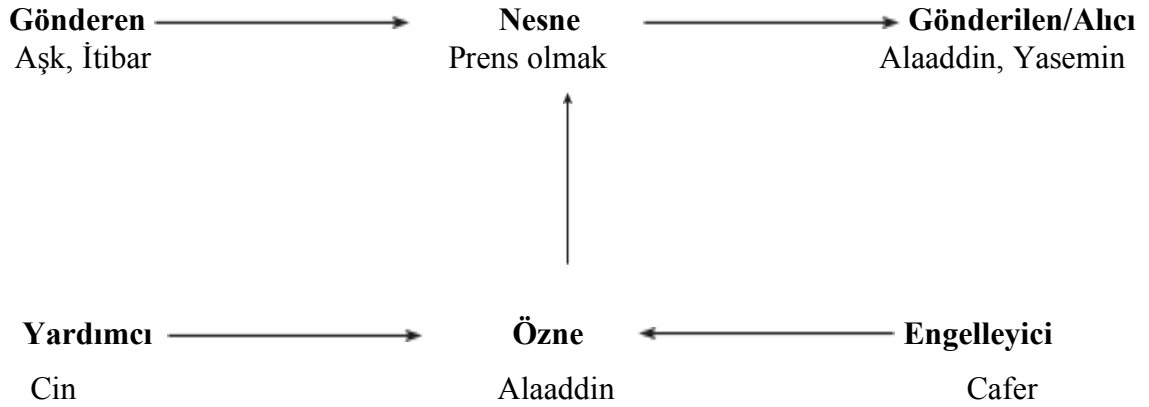 Gönderen Nesne Gönderilen/Alıcı
Aşk, İtibar Prens olmak Alaaddin, Yasemin
Yardımcı Özne Engelleyici
Cin Alaaddin Cafer